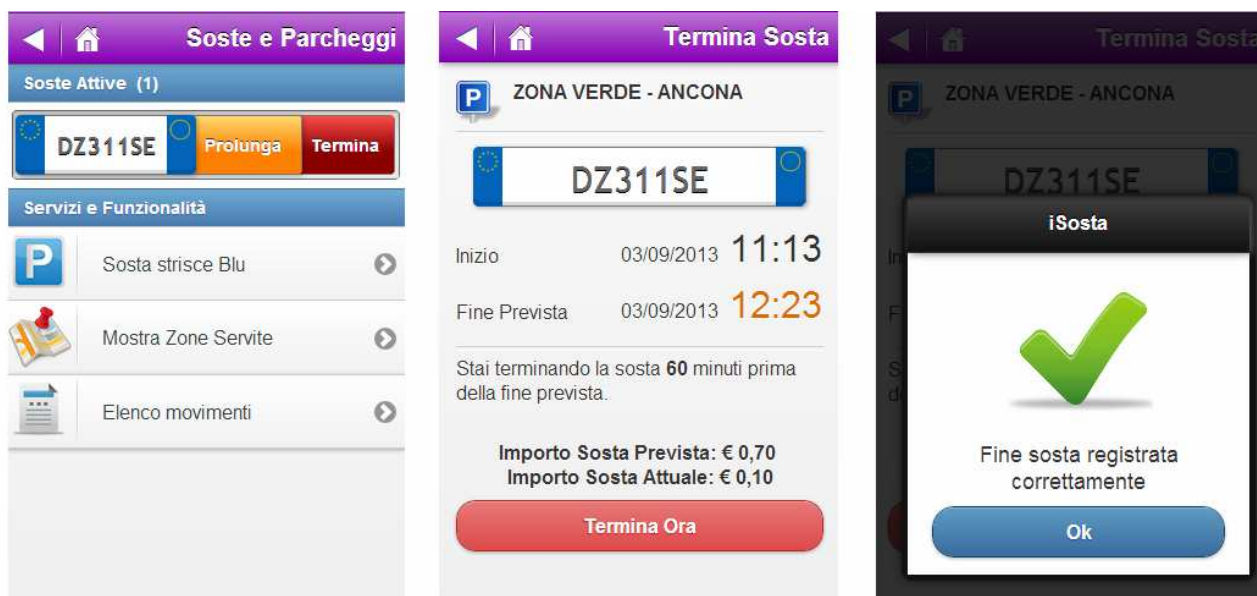 Soste e Parcheggi
Soste Attive (1)
DZ311SE
Prolunga
Termina
Servizi e Funzionalità
P
Sosta strisce Blu
Mostra Zone Servite
Elenco movimenti
Termina Sosta
P
ZONA VERDE - ANCONA
DZ311SE
Inizio 03/09/2013 11:13
Fine Prevista 03/09/2013 12:23
Stai terminando la sosta 60 minuti prima
della fine prevista.
Importo Sosta Prevista: € 0,70
Importo Sosta Attuale: € 0,10
Termina Ora
Termina Sosta
P
ZONA VERDE - ANCONA
DZ311SE
iSosta
Fine sosta registrata
correttamente
Ok